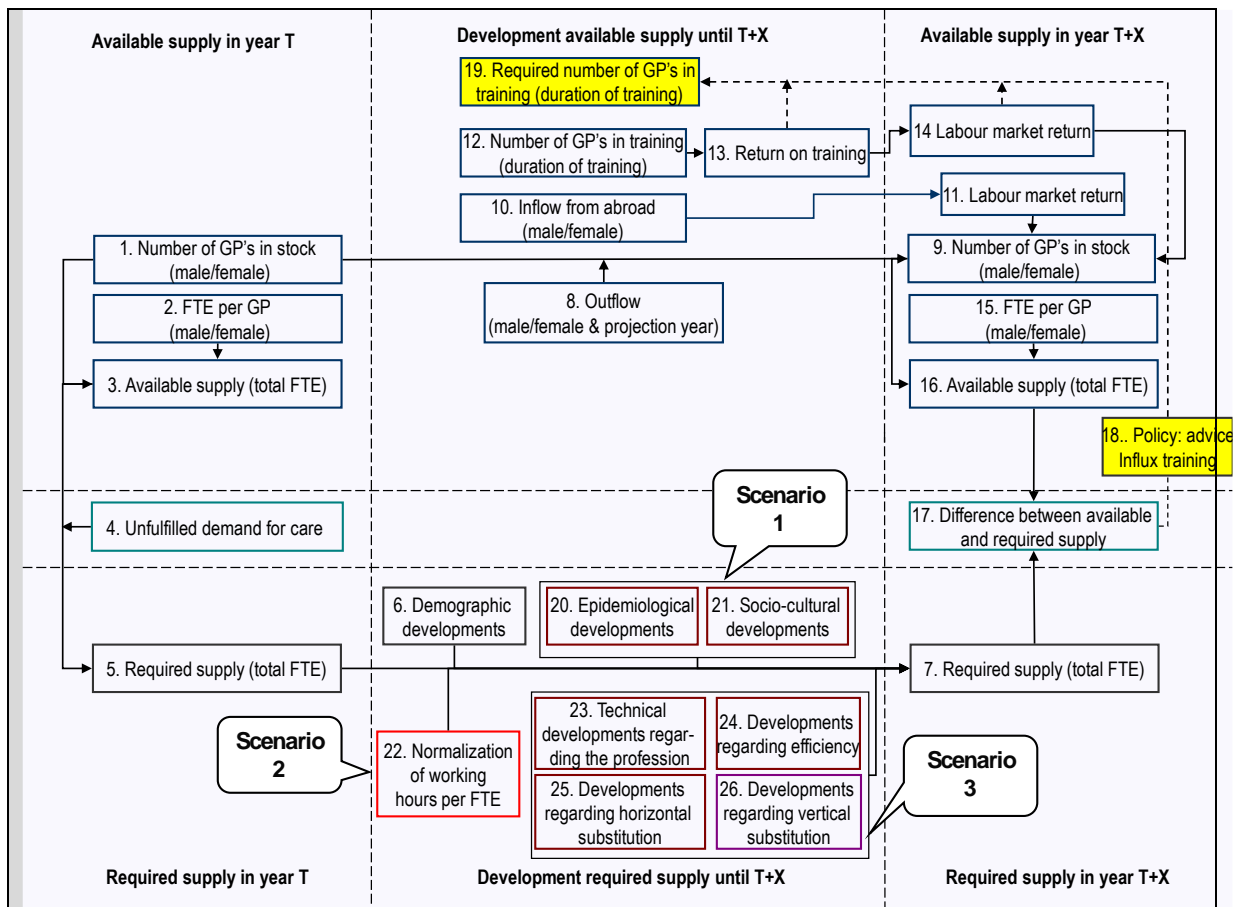 Available supply in year T
Development available supply until T+X
Available supply in year T+X
19. Required number of GP's in
training (duration of training)
12. Number of GP's in training
(duration of training)
13. Return on training
14 Labour market return
10. Inflow from abroad
(male/female)
11. Labour market return
1. Number of GP's in stock
(male/female)
9. Number of GP's in stock
(male/female)
2. FTE per GP
(male/female)
8. Outflow
(male/female & projection year)
15. FTE per GP
(male/female)
3. Available supply (total FTE)
16. Available supply (total FTE)
18.. Policy: advice
Influx training
Scenario
1
4. Unfulfilled demand for care
17. Difference between available
and required supply
6. Demographic
developments
20. Epidemiological
developments
21. Socio-cultural
developments
5. Required supply (total FTE)
7. Required supply (total FTE)
Scenario
2
22. Normalization
of working
hours per FTE
23. Technical
developments regar-
ding the profession
24. Developments
regarding efficiency
25. Developments
regarding horizontal
substitution
26. Developments
regarding vertical
substitution
Scenario
3
Required supply in year T
Development required supply until T+X
Required supply in year T+X